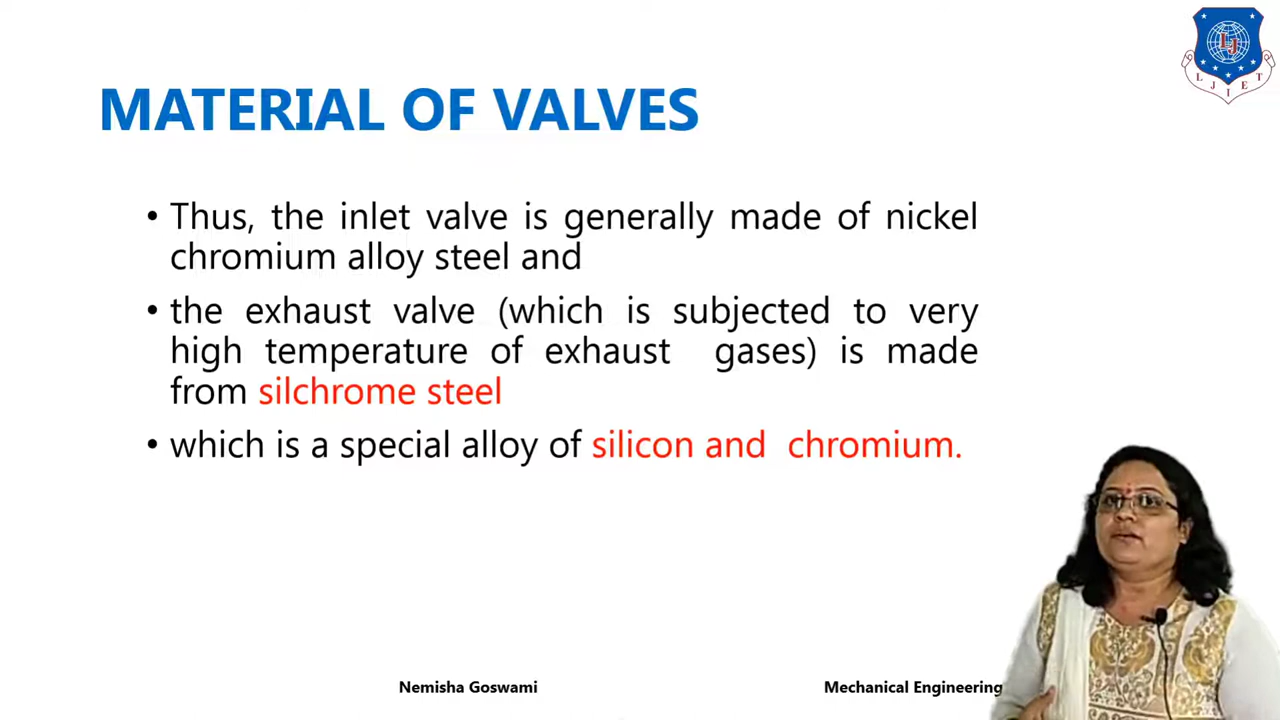 LJ
LJIET
MATERIAL OF VALVES
• Thus, the inlet valve is generally made of nickel
chromium alloy steel and
• the exhaust valve (which is subjected to very
high temperature of exhaust gases) is made
from silchrome steel
• which is a special alloy of silicon and chromium.
Nemisha Goswami
Mechanical Engineering